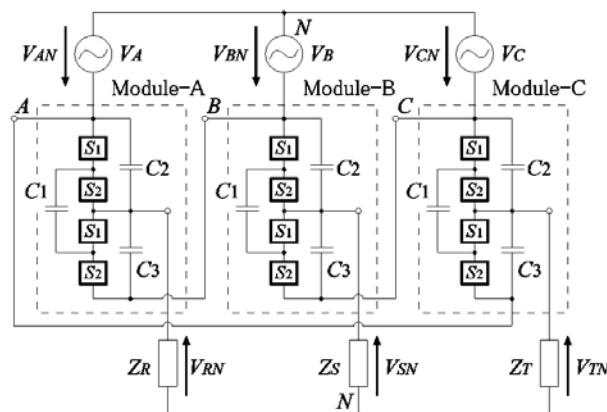 N
VAN VA VBN VB VCN VC
Module-A Module-B Module-C
A B C
S1 S1 S1
C2 C2 C2
C1 S2 C1 S2 C1 S2
S1 S1 S1
C3 C3 C3
S2 S2 S2
ZR VRN ZS VSN ZT VTN
N